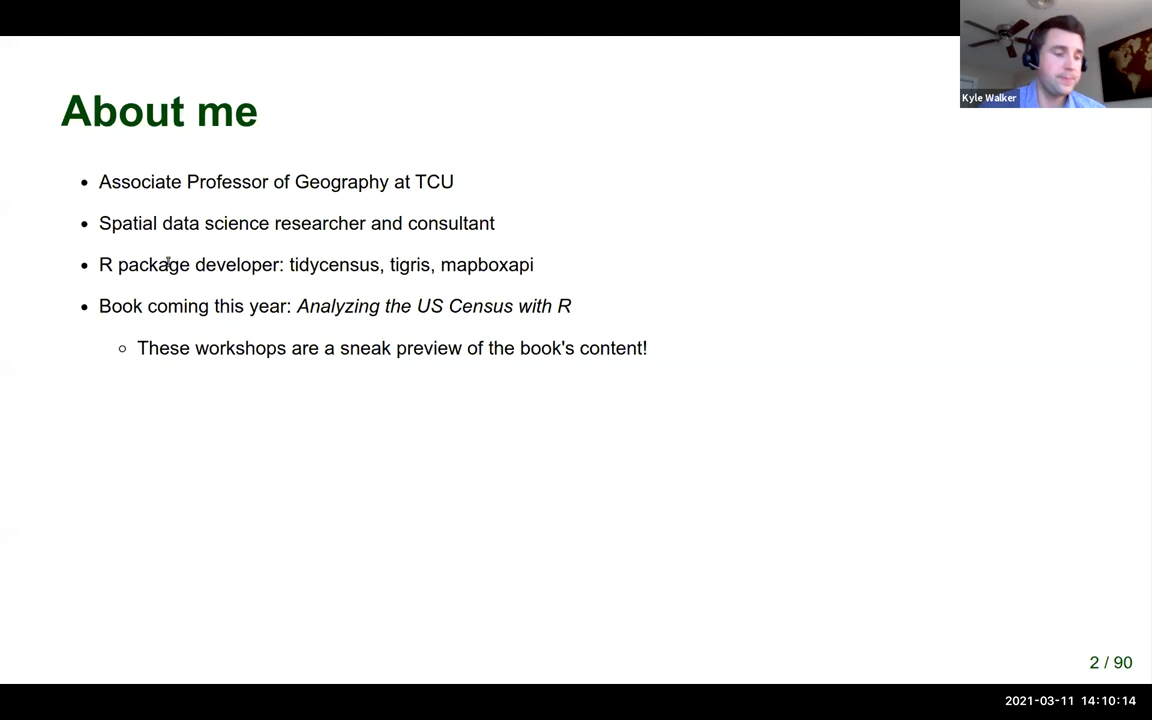 About me
Kyle Walker
Associate Professor of Geography at TCU
Spatial data science researcher and consultant
R package developer: tidycensus, tigris, mapboxapi
Book coming this year: Analyzing the US Census with R
These workshops are a sneak preview of the book's content!
2 / 90
2021-03-11 14:10:14